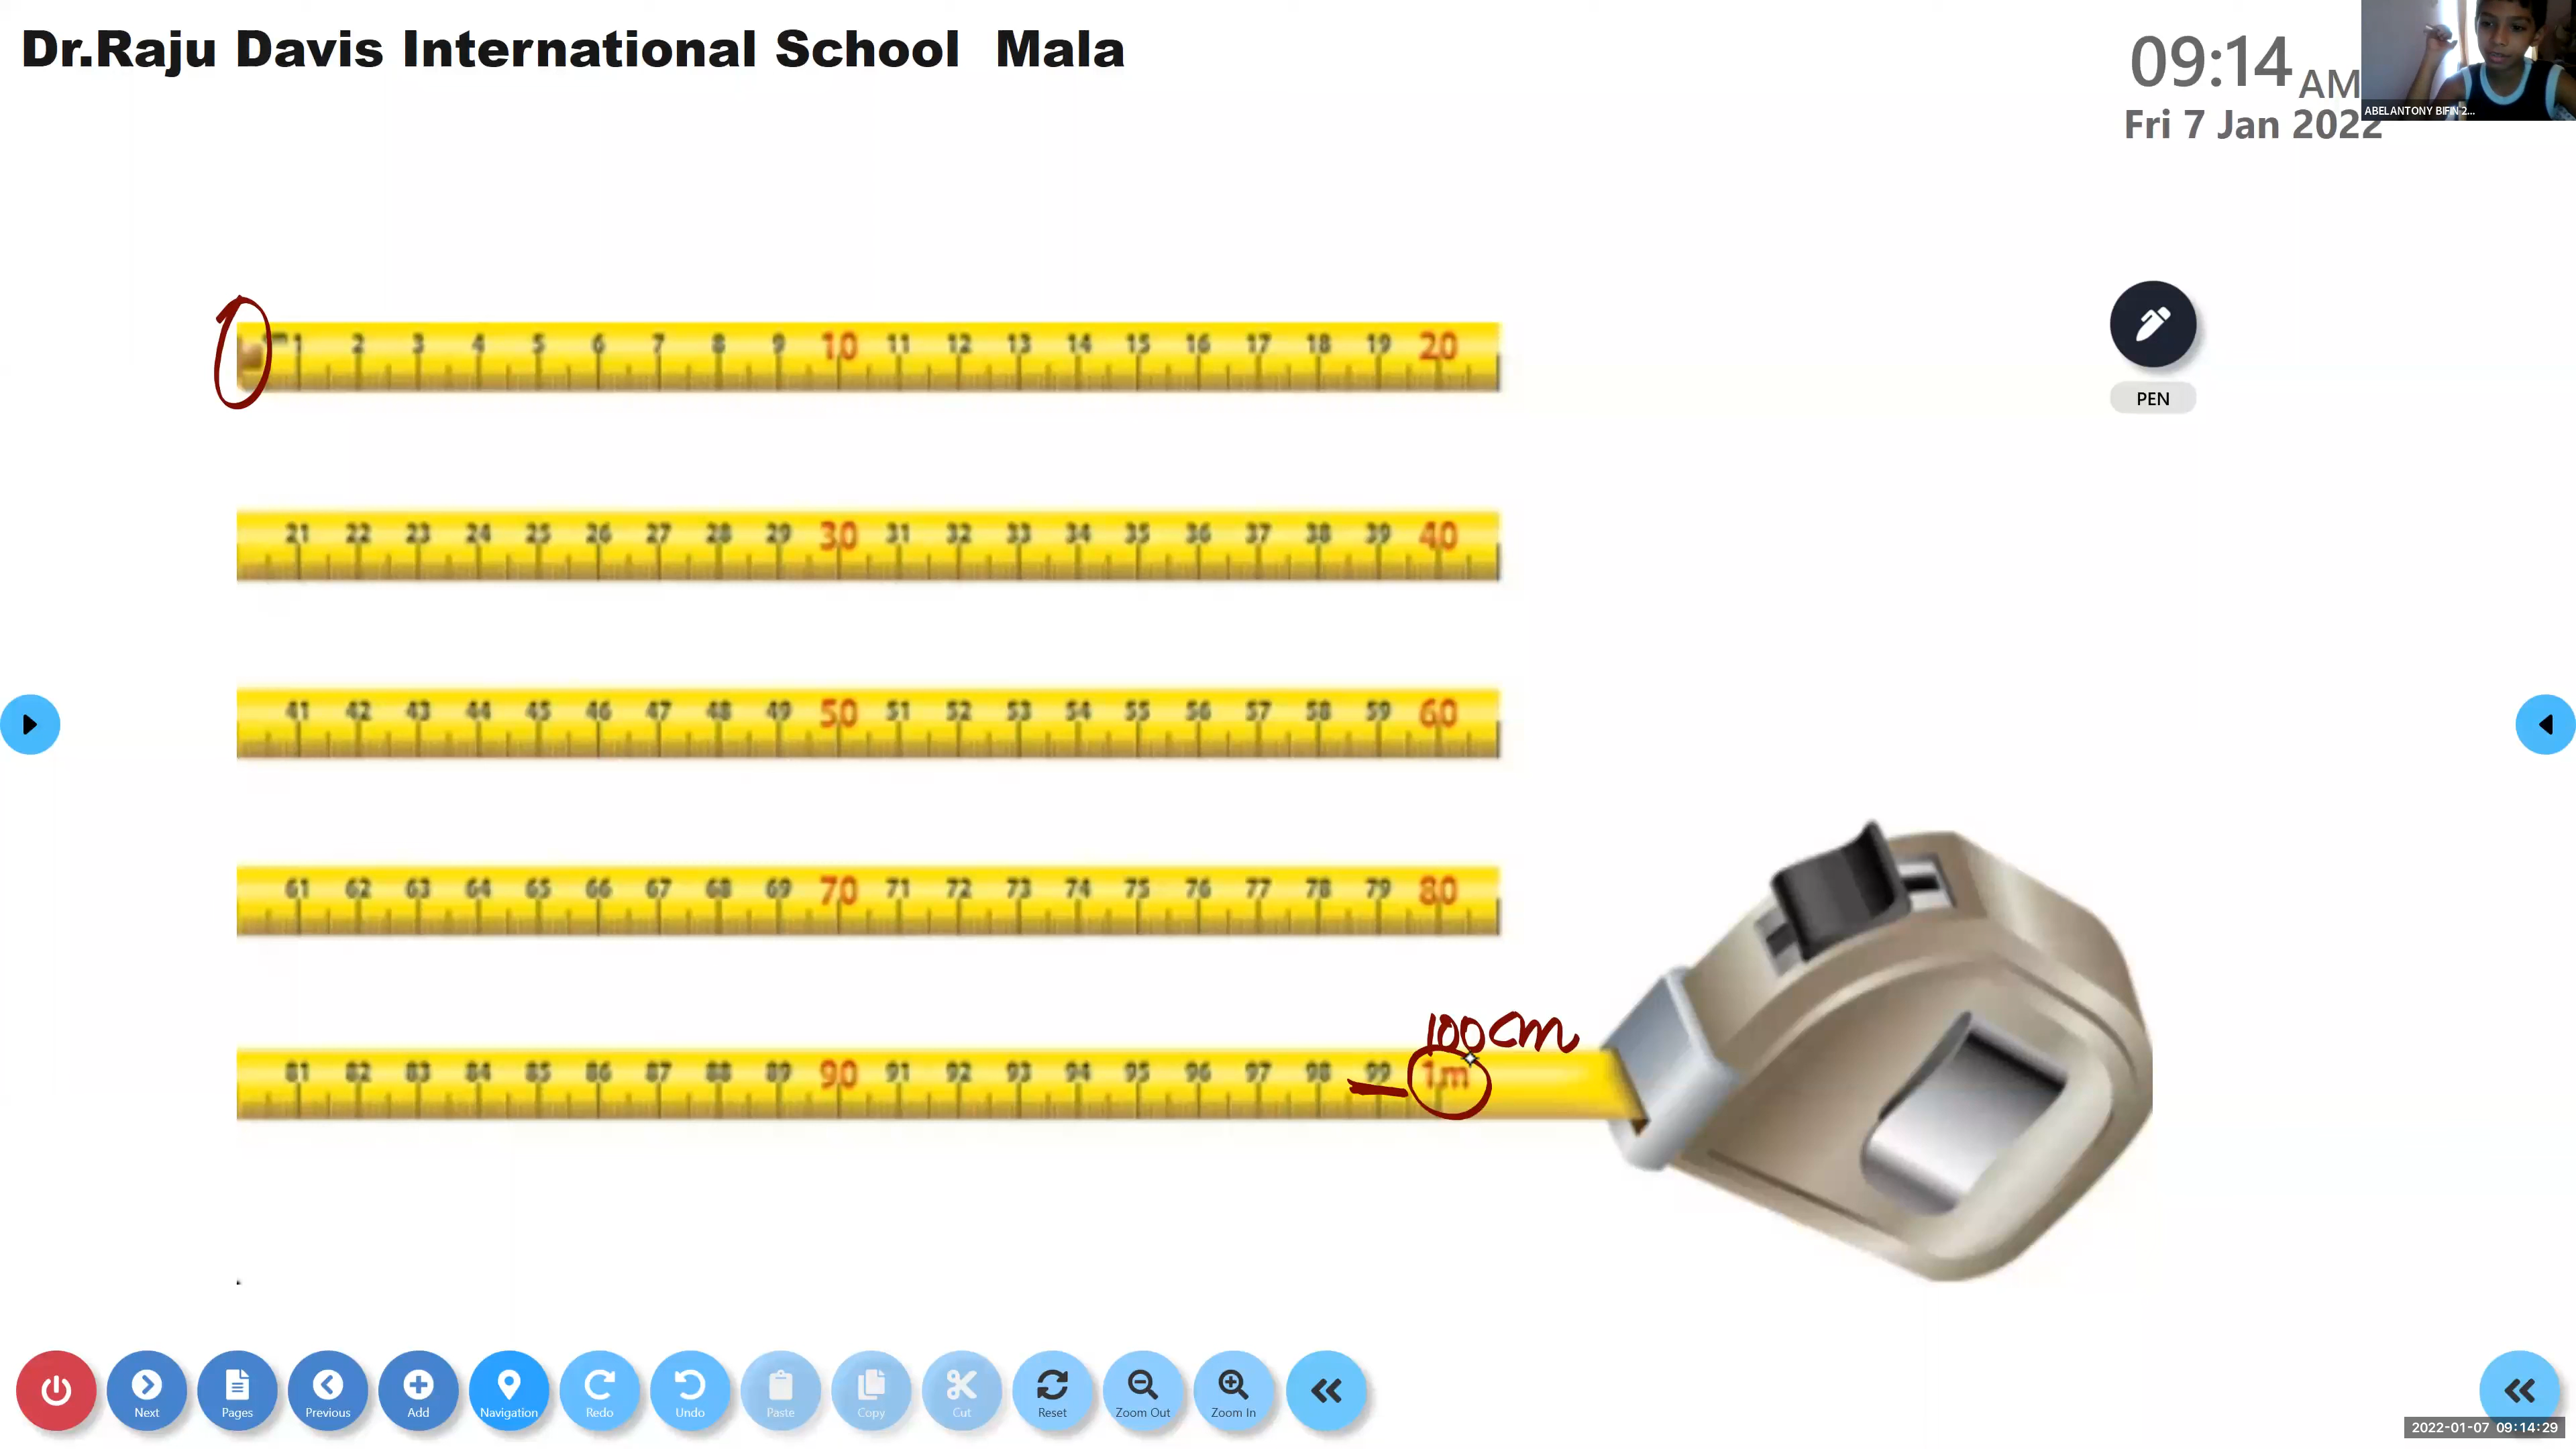 Dr.Raju Davis International School Mala
09:14 AM
Fri 7 Jan 2022
ABELANTONY BIFIN 2...
1 2 3 4 5 6 7 8 9 10 11 12 13 14 15 16 17 18 19 20
PEN
21 22 23 24 25 26 27 28 29 30 31 32 33 34 35 36 37 38 39 40
41 42 43 44 45 46 47 48 49 50 51 52 53 54 55 56 57 58 59 60
61 62 63 64 65 66 67 68 69 70 71 72 73 74 75 76 77 78 79 80
100cm
81 82 83 84 85 86 87 88 89 90 91 92 93 94 95 96 97 98 99 1m
Next Pages Previous Add Navigation Redo Undo Paste Copy Cut Reset Zoom Out Zoom In
2022-01-07 09:14:29